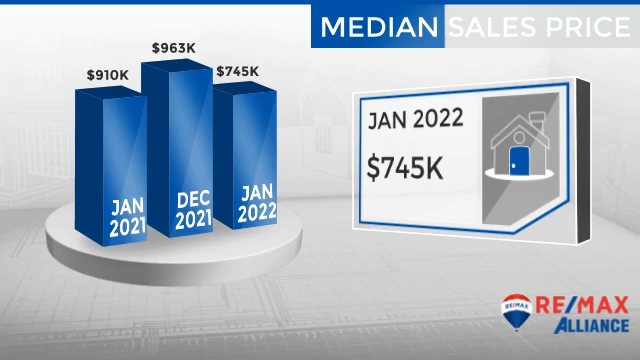 MEDIAN SALES PRICE
$910K
$963K
$745K
JAN
2021
DEC
2021
JAN
2022
JAN 2022
$745K
RE/MAX
RE/MAX
ALLIANCE